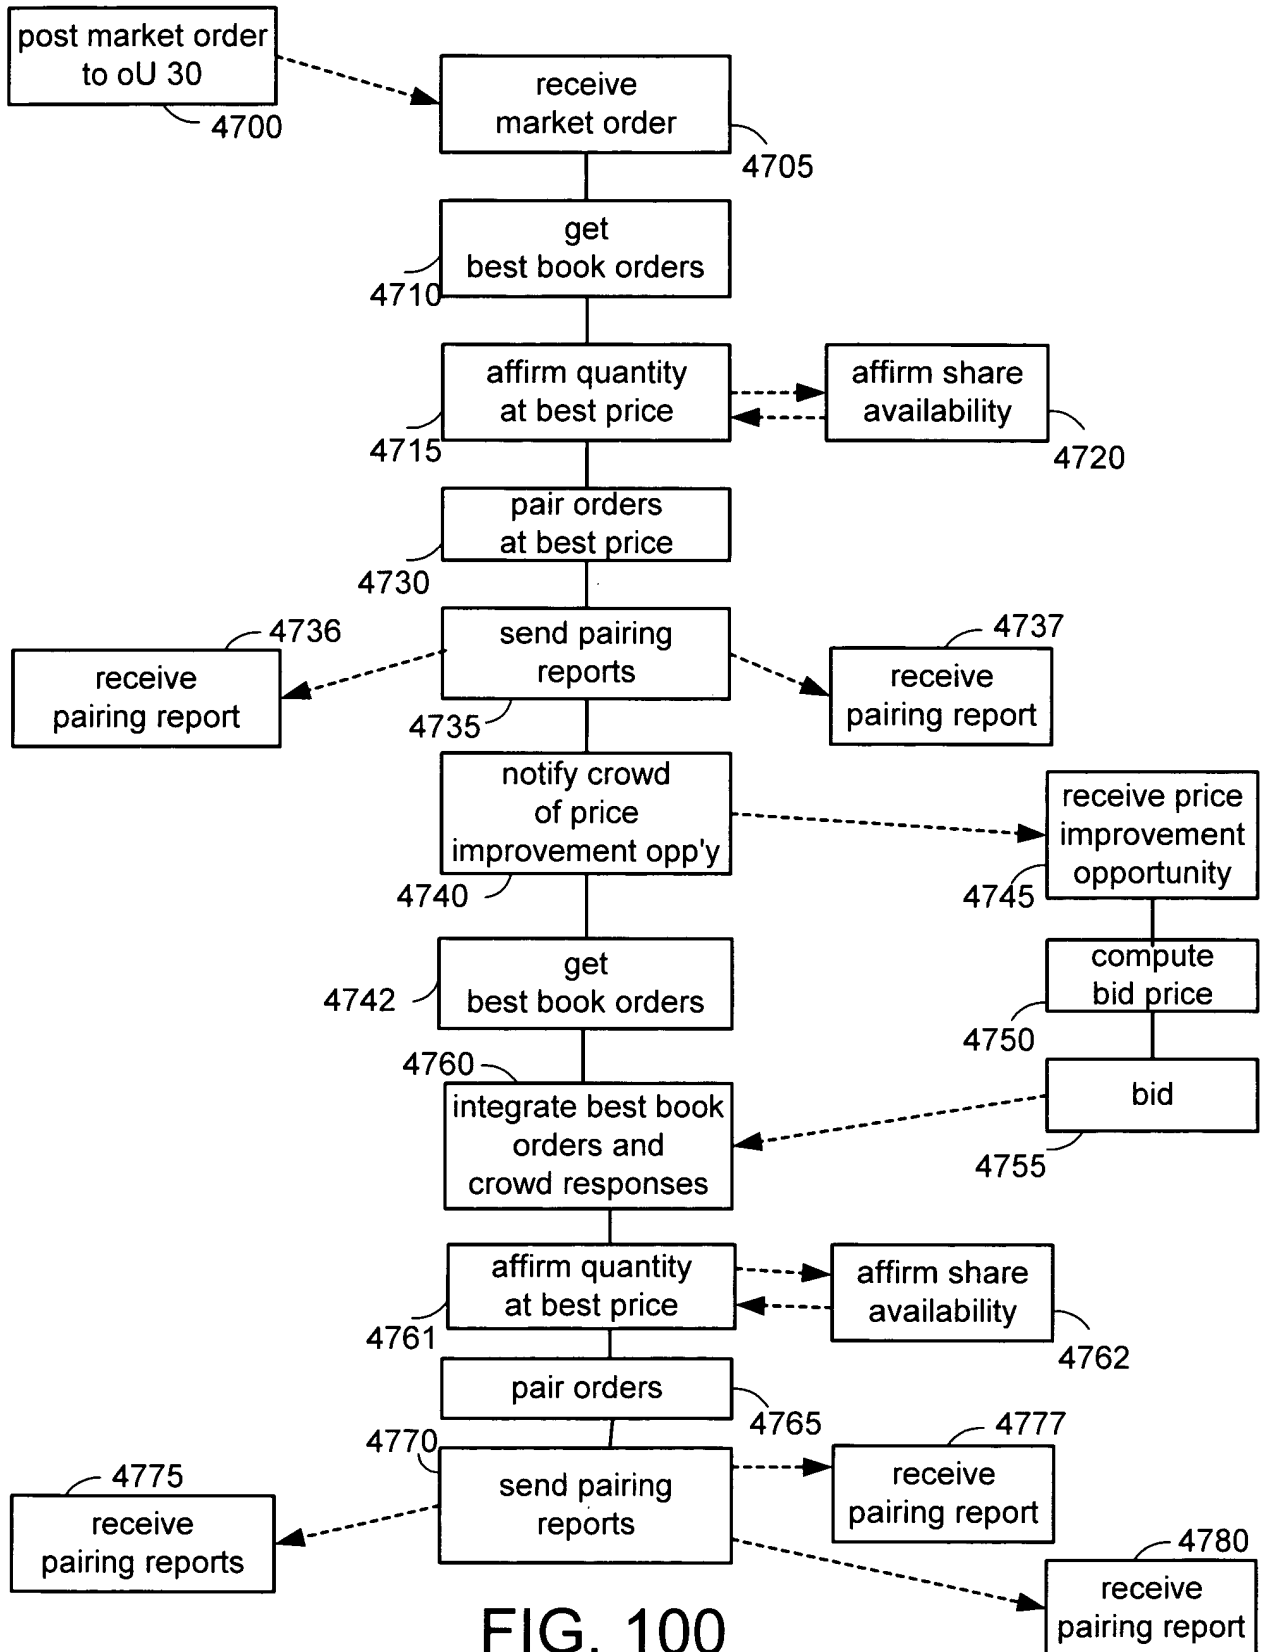 post market order
to oU 30
4700
receive
market order
4705
get
best book orders
4710
affirm quantity
at best price
4715
affirm share
availability
4720
pair orders
at best price
4730
4736
send pairing
reports
4737
receive
pairing report
receive
pairing report
4735
notify crowd
of price
improvement opp'y
4740
receive price
improvement
opportunity
4745
get
best book orders
4742
compute
bid price
4750
4760
integrate best book
orders and
crowd responses
bid
4755
affirm quantity
at best price
4761
affirm share
availability
4762
pair orders
4765
4770
send pairing
reports
4777
receive
pairing report
4775
receive
pairing reports
4780
receive
pairing report
FIG. 100